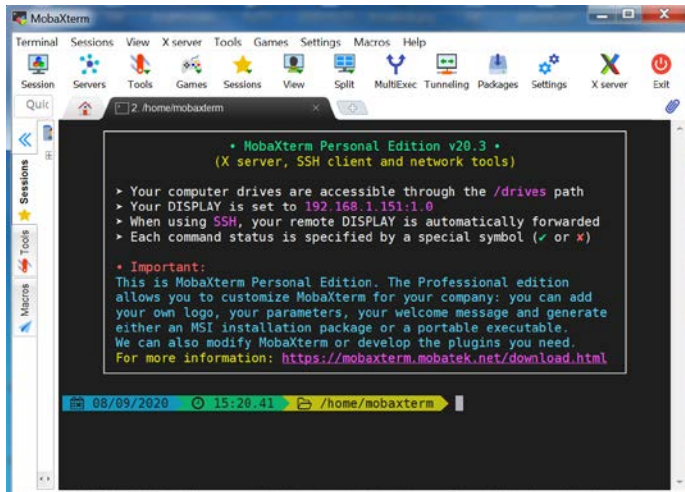 MobaXterm
Terminal Sessions View X server Tools Games Settings Macros Help
Session Servers Tools Games Sessions View Split MultiExec Tunneling Packages Settings X server Exit
Quic
2. /home/mobaxterm
Sessions
Tools
Macros
• MobaXterm Personal Edition v20.3 •
(X server, SSH client and network tools)
➤ Your computer drives are accessible through the /drives path
➤ Your DISPLAY is set to 192.168.1.151:1.0
➤ When using SSH, your remote DISPLAY is automatically forwarded
➤ Each command status is specified by a special symbol (✔ or ✘)
• Important:
This is MobaXterm Personal Edition. The Professional edition
allows you to customize MobaXterm for your company: you can add
your own logo, your parameters, your welcome message and generate
either an MSI installation package or a portable executable.
We can also modify MobaXterm or develop the plugins you need.
For more information: https://mobaxterm.mobatek.net/download.html
08/09/2020 15:20.41 /home/mobaxterm